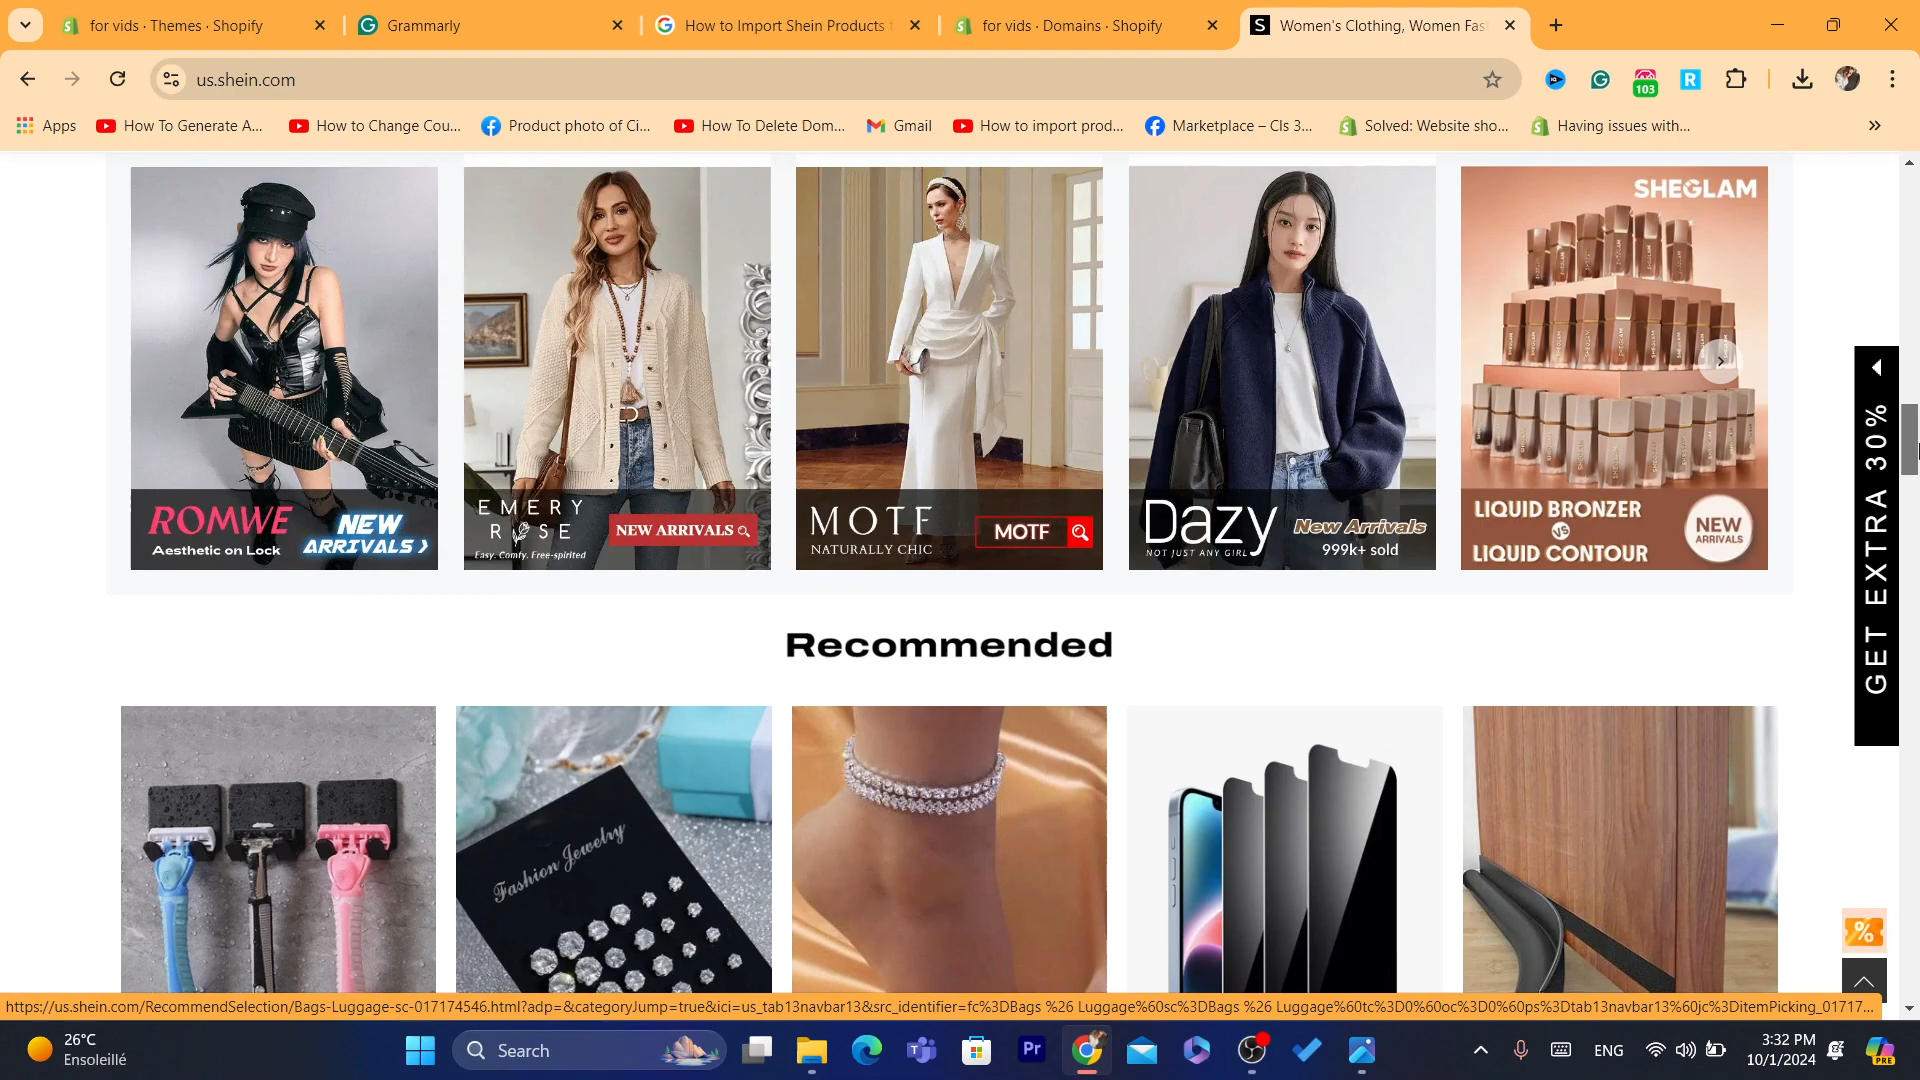 for vids · Themes · Shopify
Grammarly
How to Import Shein Products
for vids · Domains · Shopify
Women's Clothing, Women Fas
us.shein.com
103
Apps
How To Generate A...
How to Change Cou...
Product photo of Ci...
How To Delete Dom...
Gmail
How to import prod...
Marketplace – Cls 3...
Solved: Website sho...
Having issues with...
ROMWE
Aesthetic on Lock
NEW
ARRIVALS
EMERY
ROSE
Easy. Comfy. Free-spirited
NEW ARRIVALS
MOTF
NATURALLY CHIC
MOTF
Dazy
NOT JUST ANY GIRL
New Arrivals
999k+ sold
SHEGLAM
LIQUID BRONZER
VS
LIQUID CONTOUR
NEW
ARRIVALS
GET EXTRA 30%
Recommended
Fashion Jewelry
%
https://us.shein.com/RecommendSelection/Bags-Luggage-sc-017174546.html?adp=&categoryJump=true&ici=us_tab13navbar13&src_identifier=fc%3DBags %26 Luggage%60sc%3DBags %26 Luggage%60tc%3D0%60oc%3D0%60ps%3Dtab13navbar13%60jc%3DitemPicking_01717...
26°C
Ensoleillé
Search
Pr
ENG
3:32 PM
10/1/2024
PRE